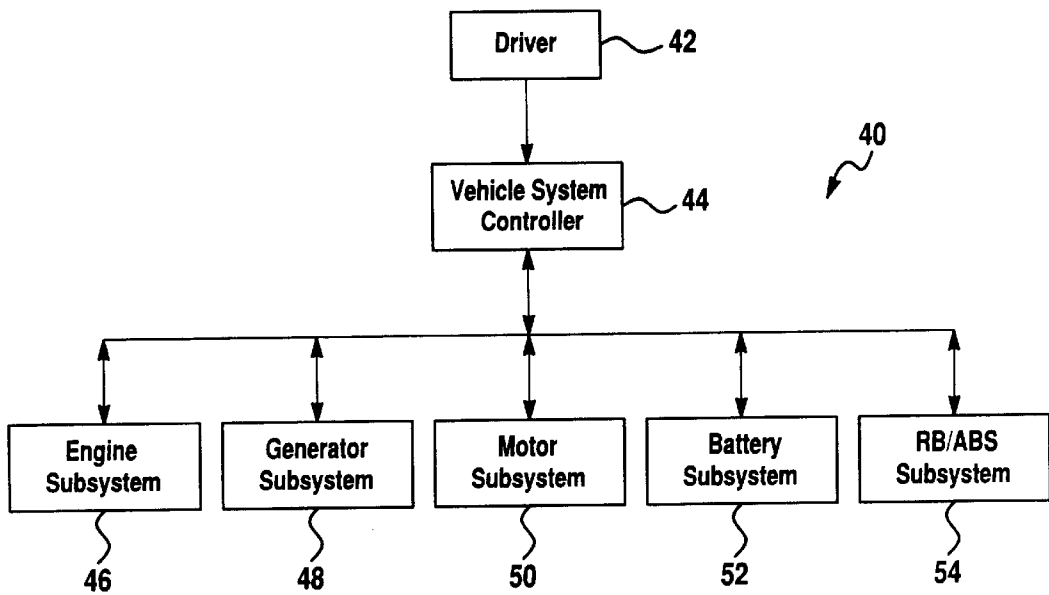 Driver
42
40
Vehicle System
Controller
44
Engine
Subsystem
Generator
Subsystem
Motor
Subsystem
Battery
Subsystem
RB/ABS
Subsystem
46
48
50
52
54